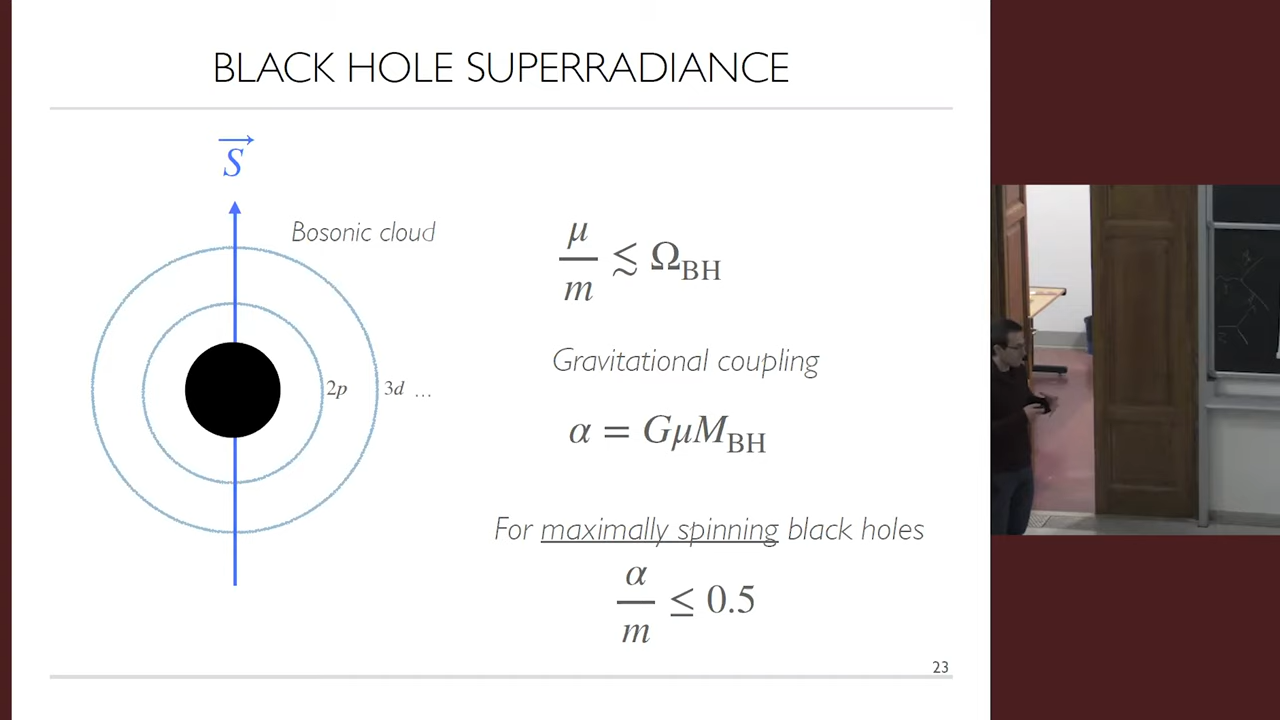 BLACK HOLE SUPERRADIANCE
S
Bosonic cloud
2p
3d ...
μ/m ≲ Ω_BH
Gravitational coupling
α = GμM_BH
For maximally spinning black holes
α/m ≤ 0.5
23